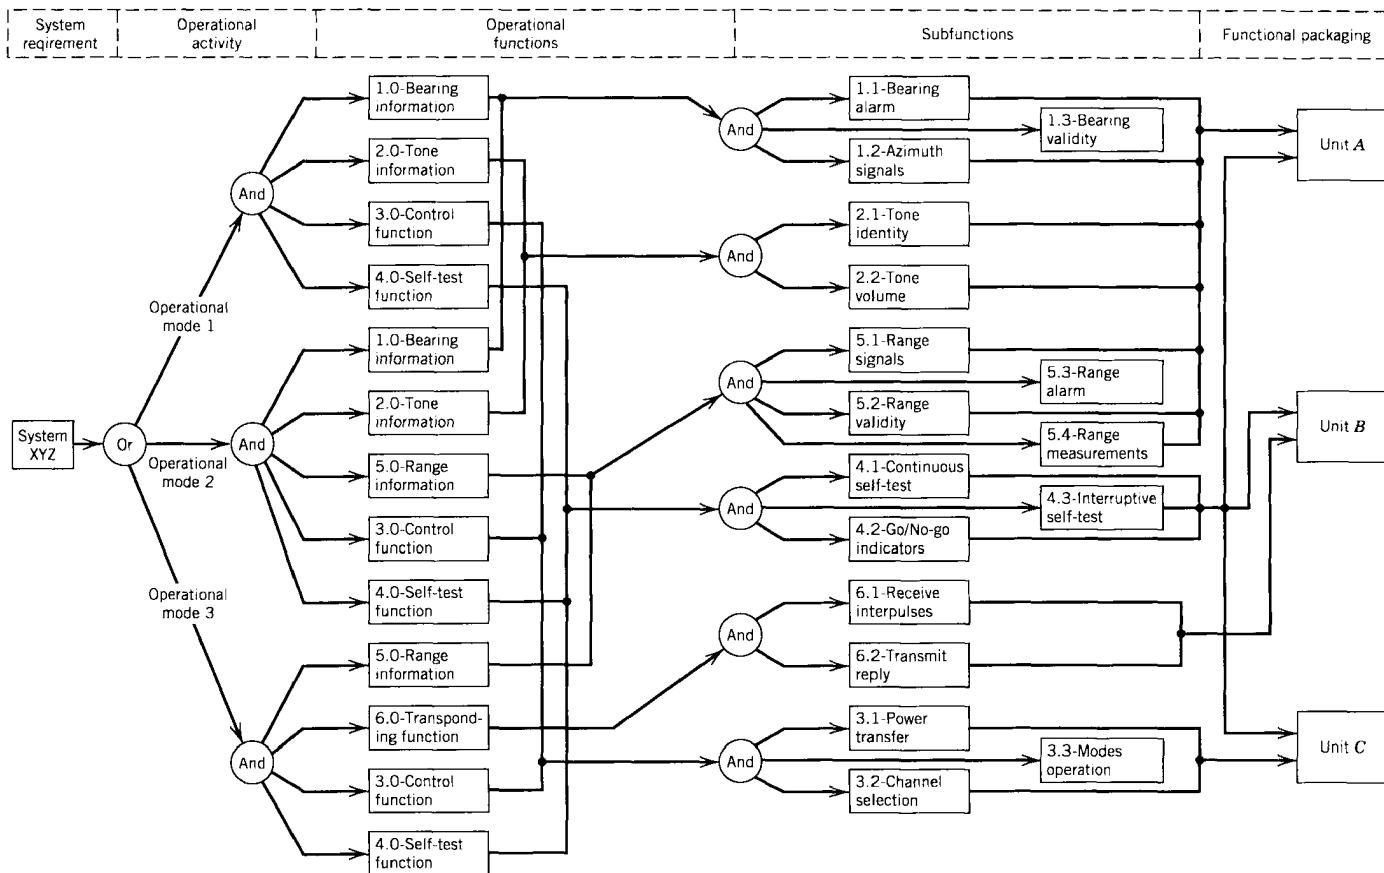 System
reqirement
Operational
activity
Operational
functions
Subfunctions
Functional packaging
System
XYZ
Or
Operational
mode 1
Operational
mode 2
Operational
mode 3
And
And
And
1.0-Bearing
information
2.0-Tone
information
3.0-Control
function
4.0-Self-test
function
1.0-Bearing
information
2.0-Tone
information
5.0-Range
information
3.0-Control
function
4.0-Self-test
function
5.0-Range
information
6.0-Transpond-
ing function
3.0-Control
function
4.0-Self-test
function
And
1.1-Bearing
alarm
1.3-Bearing
validity
1.2-Azimuth
signals
And
2.1-Tone
identity
2.2-Tone
volume
And
5.1-Range
signals
5.3-Range
alarm
5.2-Range
validity
5.4-Range
measurements
And
4.1-Continuous
self-test
4.3-Interruptive
self-test
4.2-Go/No-go
indicators
And
6.1-Receive
interpulses
6.2-Transmit
reply
And
3.1-Power
transfer
3.3-Modes
operation
3.2-Channel
selection
Unit A
Unit B
Unit C